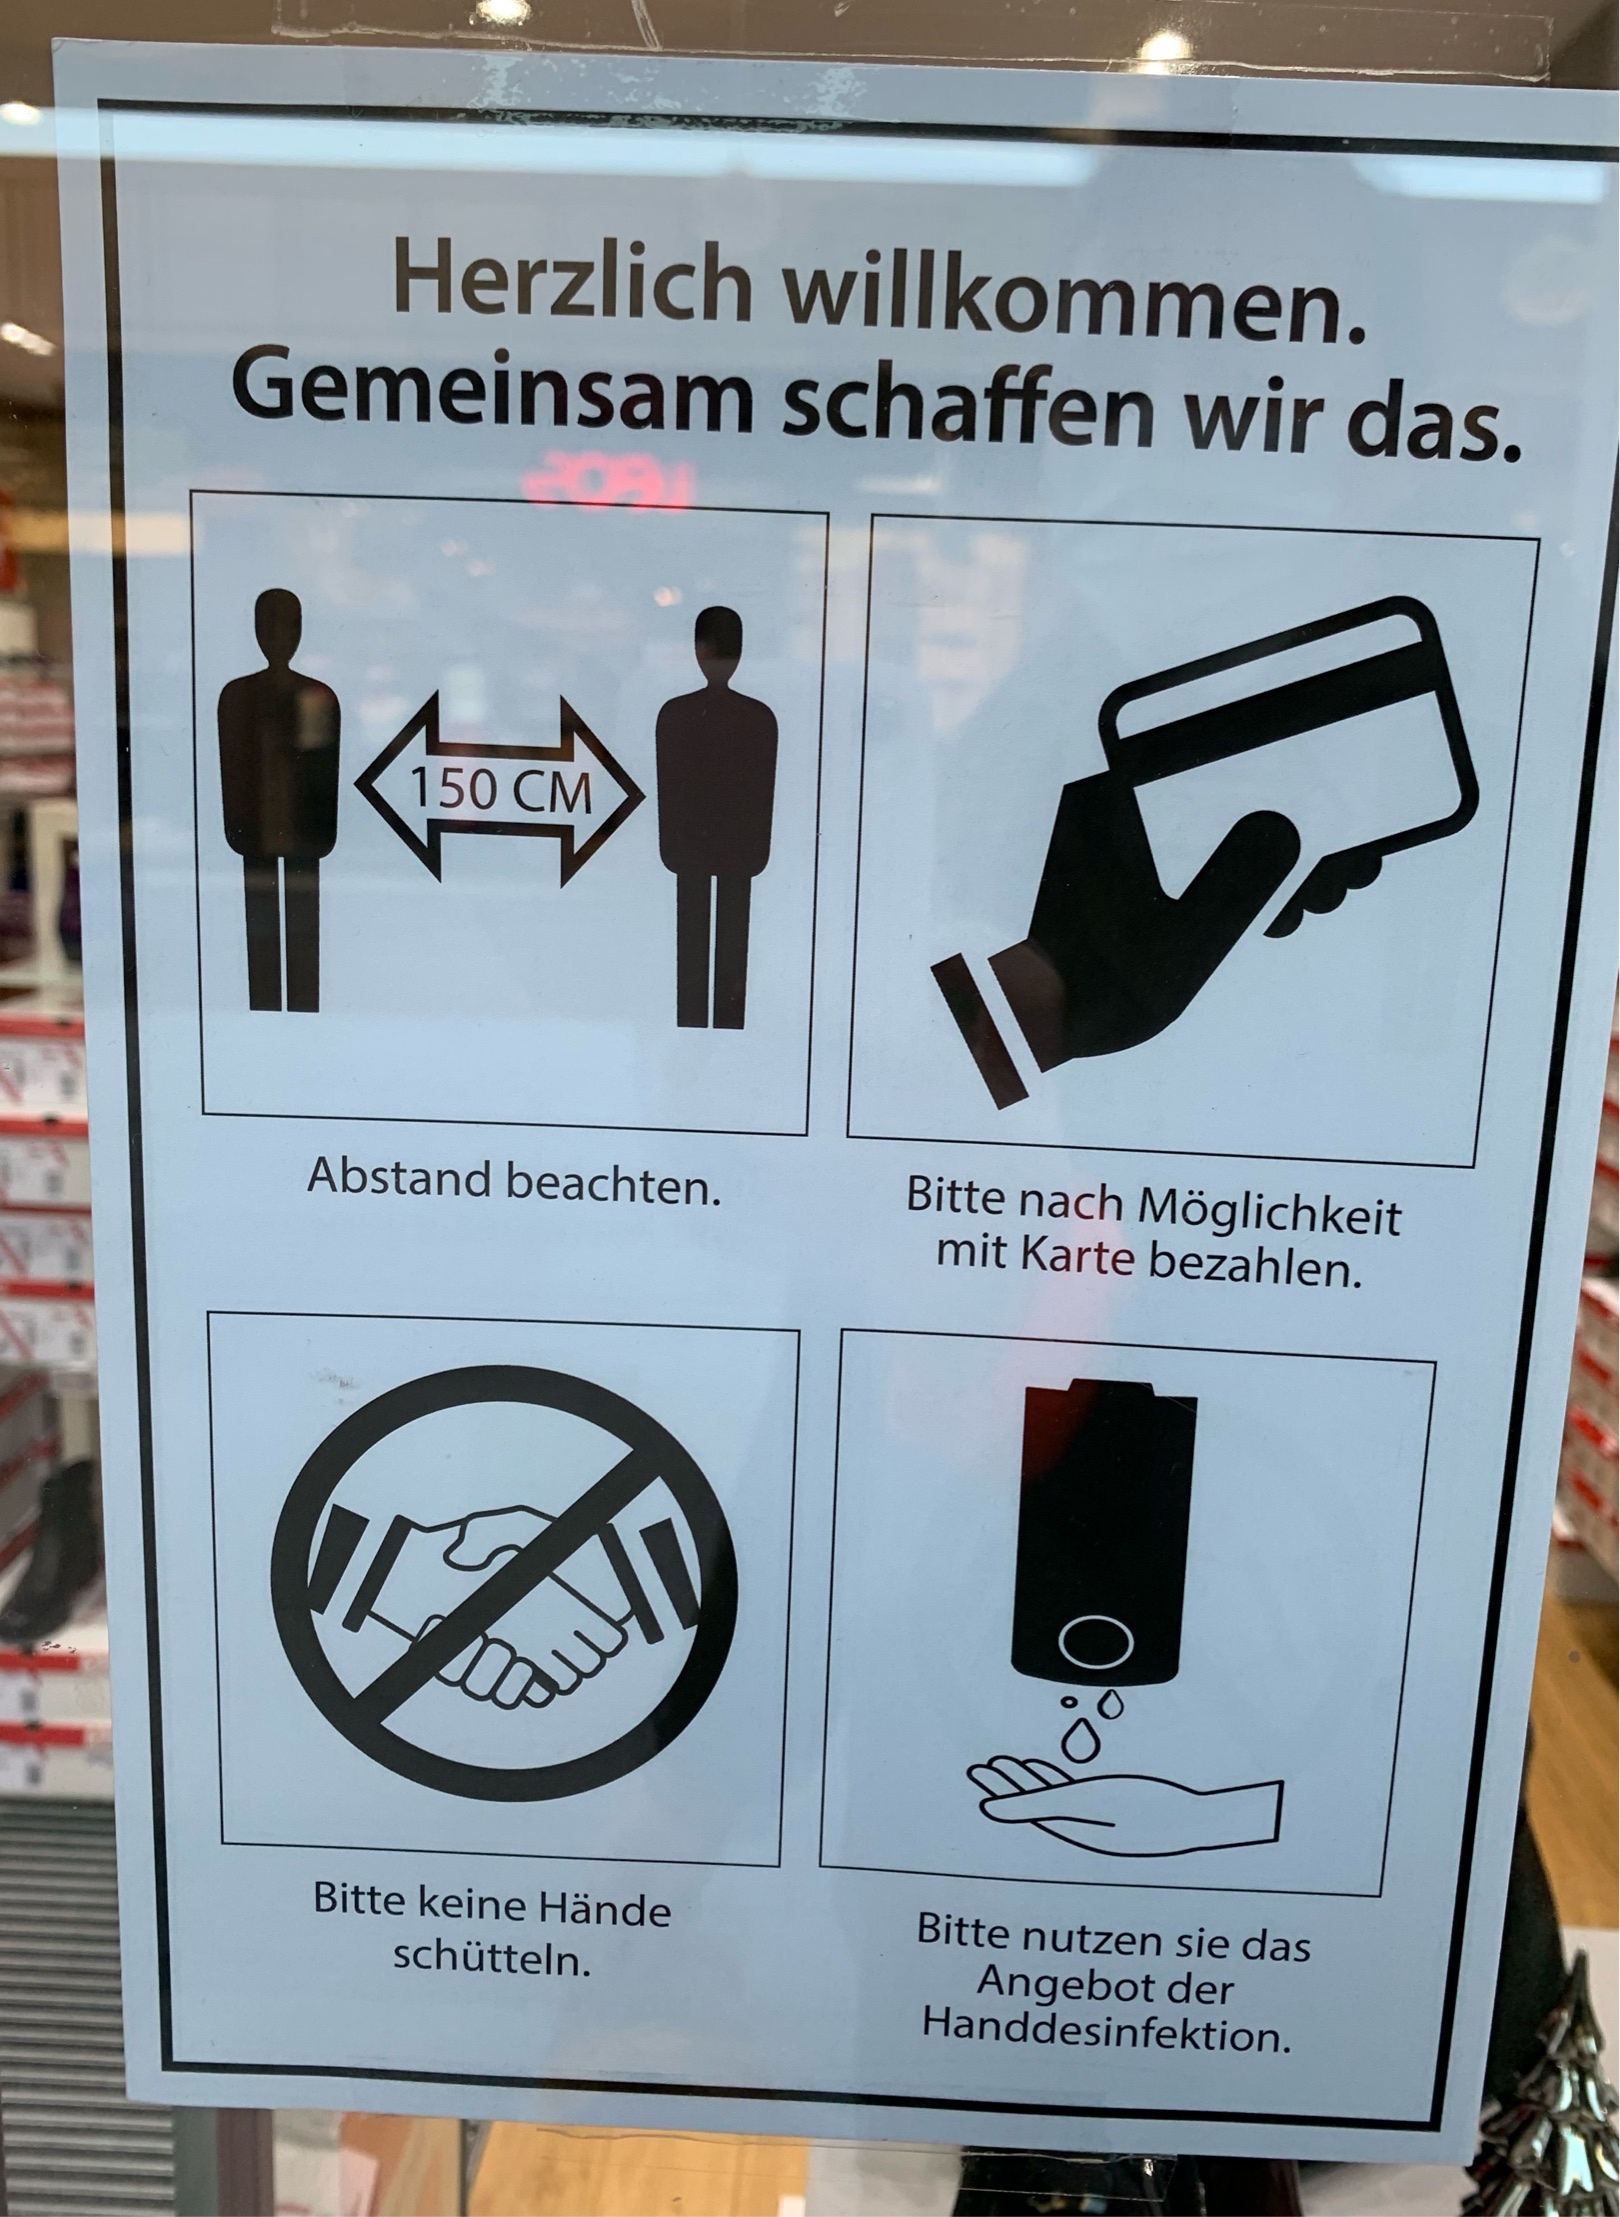 Herzlich willkommen.
Gemeinsam schaffen wir das.
150 CM
Abstand beachten.
Bitte nach Möglichkeit
mit Karte bezahlen.
Bitte keine Hände
schütteln.
Bitte nutzen sie das
Angebot der
Handdesinfektion.